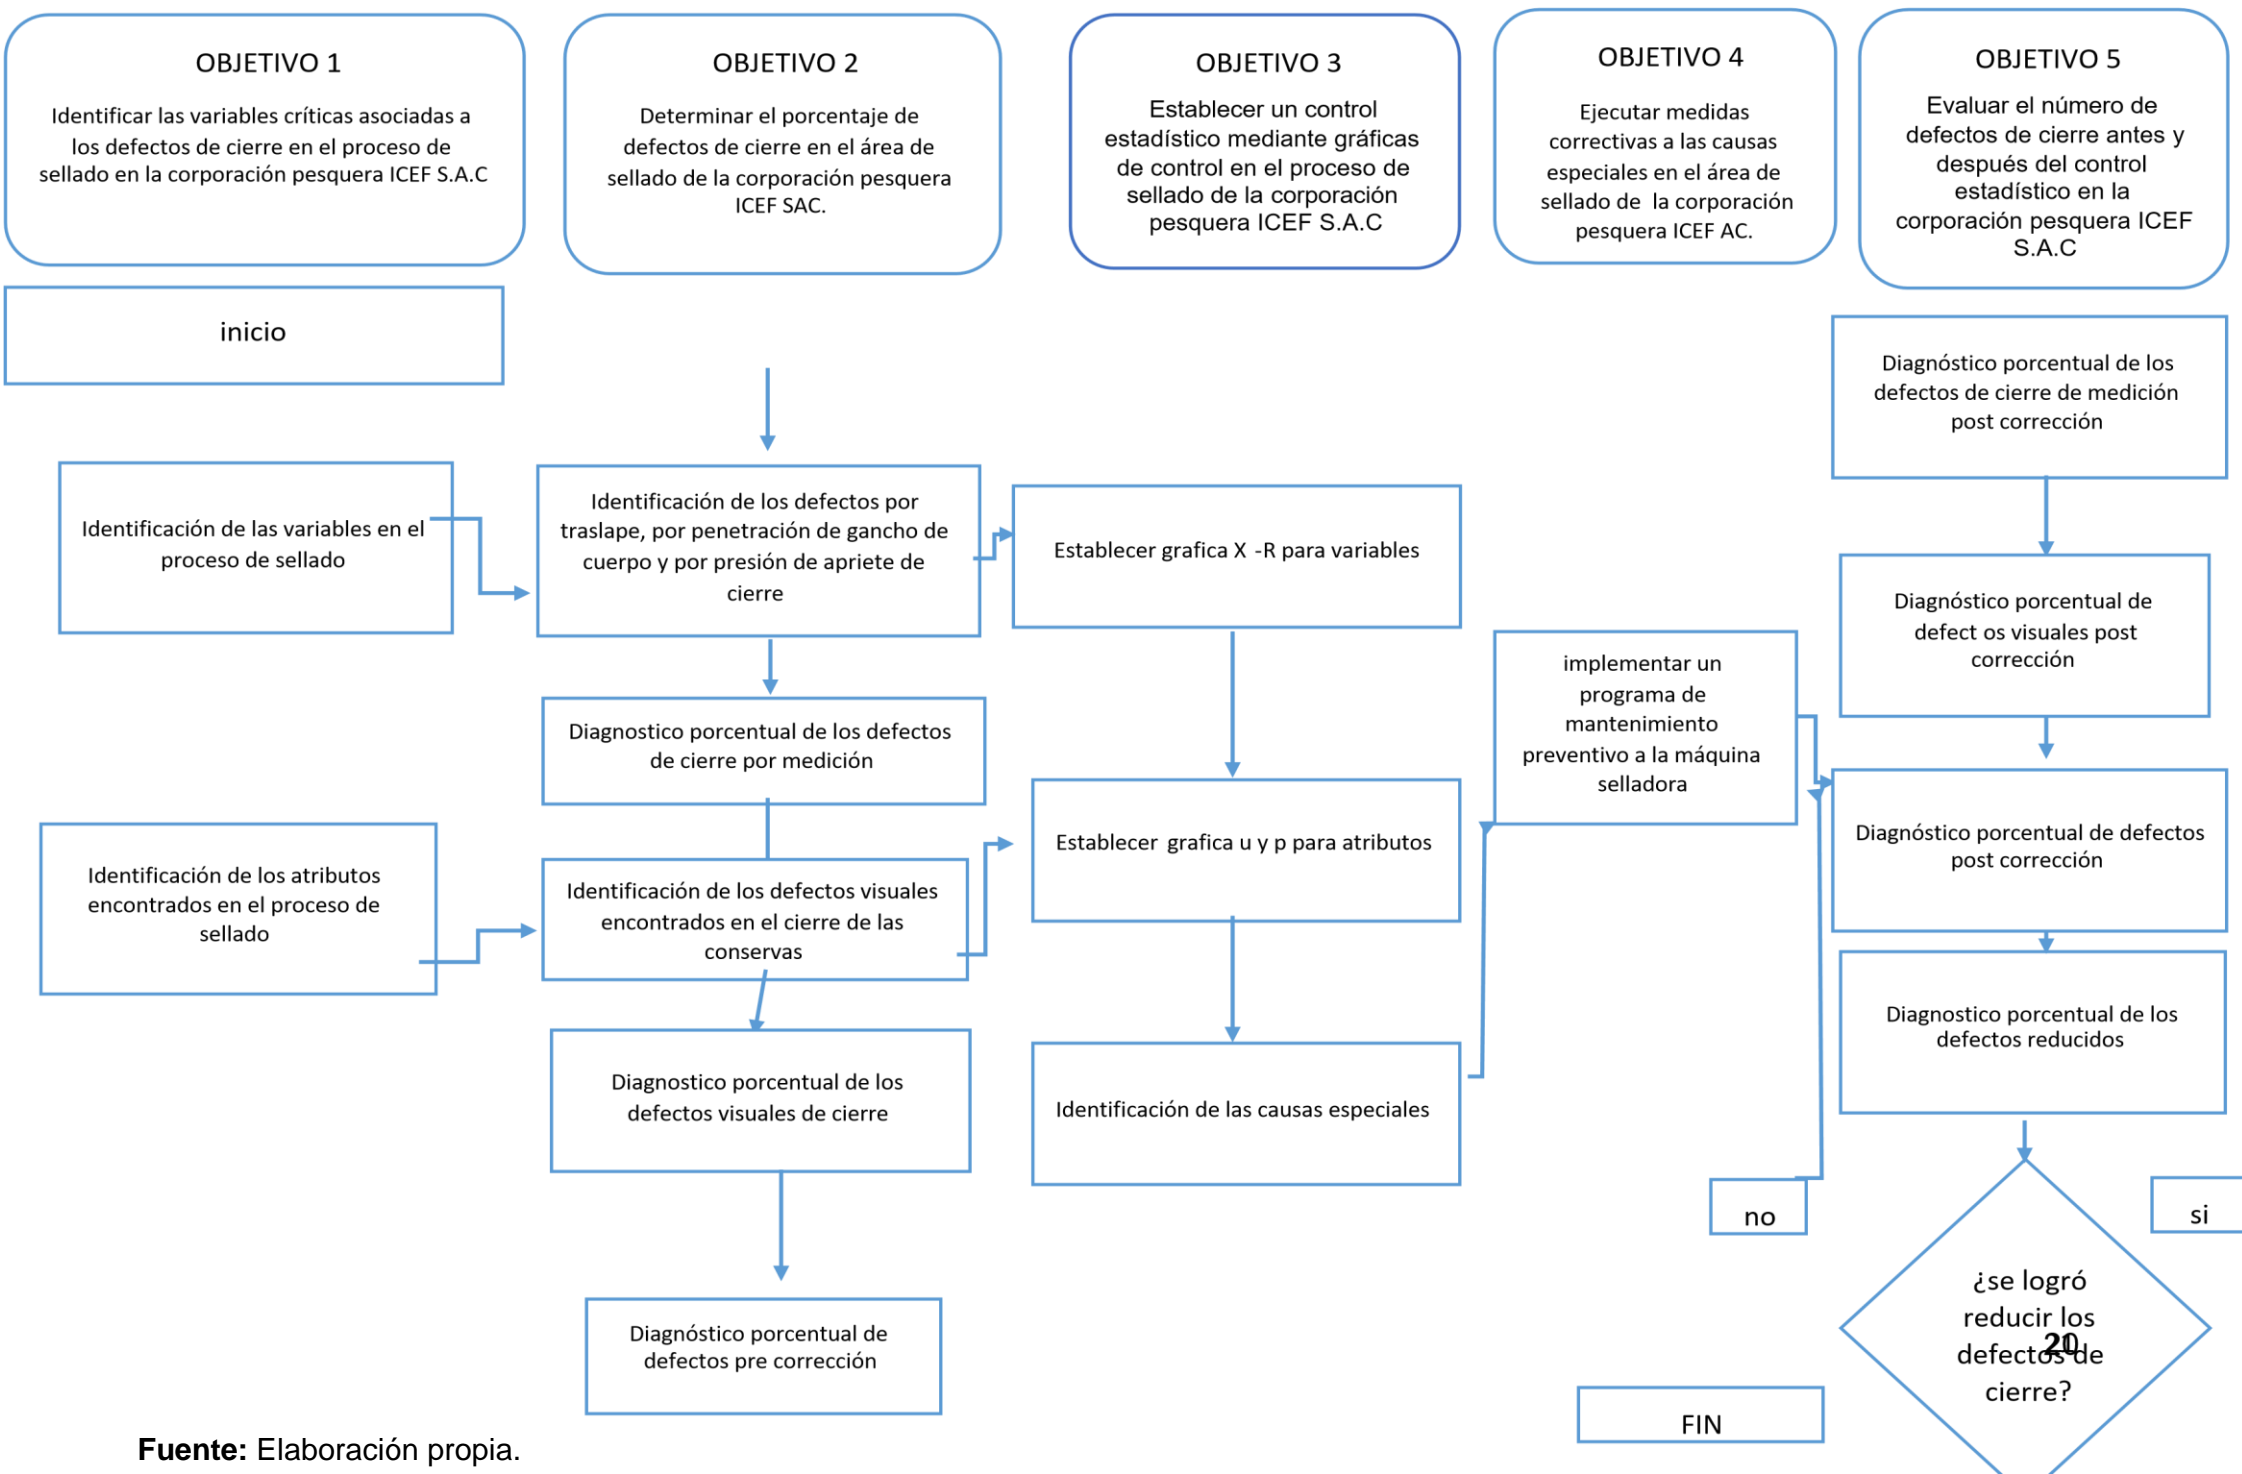 OBJETIVO 1
Identificar las variables críticas asociadas a
los defectos de cierre en el proceso de
sellado en la corporación pesquera ICEF S.A.C
OBJETIVO 2
Determinar el porcentaje de
defectos de cierre en el área de
sellado de la corporación pesquera
ICEF SAC.
OBJETIVO 3
Establecer un control
estadístico mediante gráficas
de control en el proceso de
sellado de la corporación
pesquera ICEF S.A.C
OBJETIVO 4
Ejecutar medidas
correctivas a las causas
especiales en el área de
sellado de la corporación
pesquera ICEF AC.
OBJETIVO 5
Evaluar el número de
defectos de cierre antes y
después del control
estadístico en la
corporación pesquera ICEF
S.A.C
inicio
Identificación de las variables en el
proceso de sellado
Identificación de los atributos
encontrados en el proceso de
sellado
Identificación de los defectos por
traslape, por penetración de gancho de
cuerpo y por presión de apriete de
cierre
Diagnostico porcentual de los defectos
de cierre por medición
Identificación de los defectos visuales
encontrados en el cierre de las
conservas
Diagnostico porcentual de los
defectos visuales de cierre
Diagnóstico porcentual de
defectos pre corrección
Establecer grafica X -R para variables
Establecer grafica u y p para atributos
Identificación de las causas especiales
implementar un
programa de
mantenimiento
preventivo a la máquina
selladora
Diagnóstico porcentual de los
defectos de cierre de medición
post corrección
Diagnóstico porcentual de
defect os visuales post
corrección
Diagnóstico porcentual de defectos
post corrección
Diagnostico porcentual de los
defectos reducidos
no
si
¿se logró
reducir los
defectos de
cierre?
FIN
Fuente: Elaboración propia.